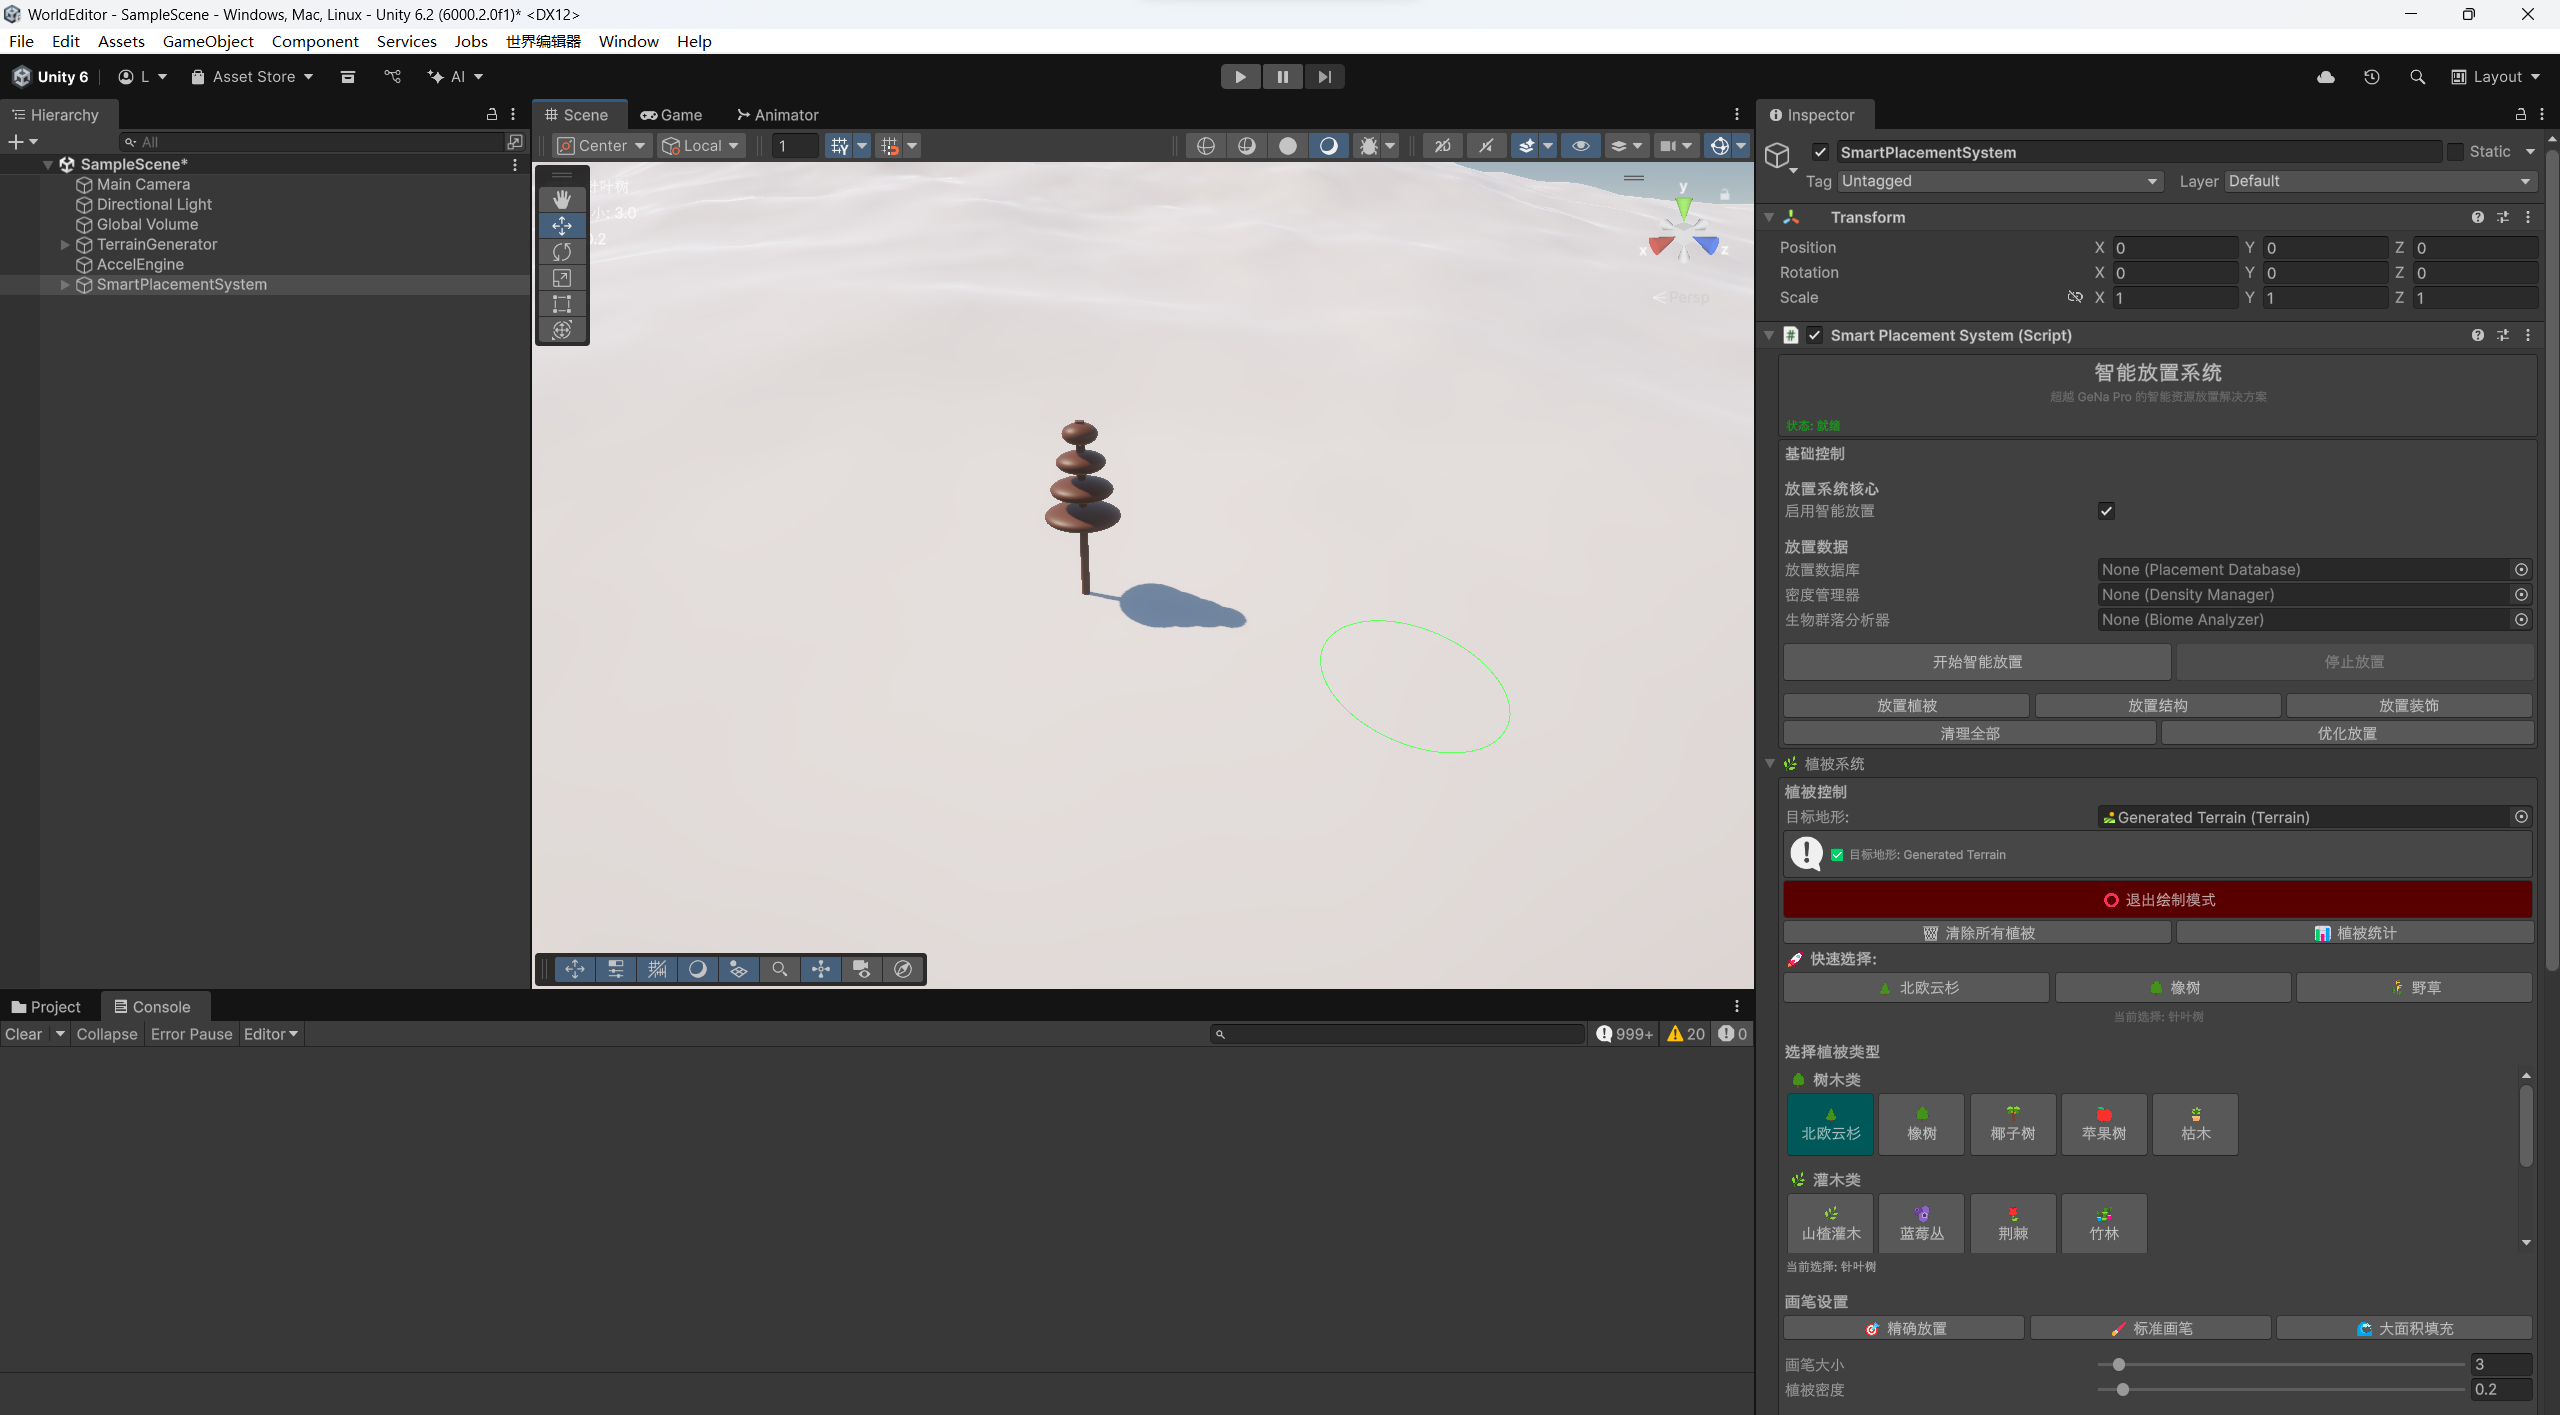 WorldEditor - SampleScene - Windows, Mac, Linux - Unity 6.2 (6000.2.0f1)* <DX12>
File Edit Assets GameObject Component Services Jobs 世界编辑器 Window Help
Unity 6 L Asset Store AI Layout
Hierarchy
All
SampleScene*
Main Camera
Directional Light
Global Volume
TerrainGenerator
AccelEngine
SmartPlacementSystem
Scene Game Animator
Center Local 1 2D
叶树
小: 3.0
0.2
y
x z
Persp
Project Console
Clear Collapse Error Pause Editor 999+ 20 0
Inspector
SmartPlacementSystem Static
Tag Untagged Layer Default
Transform
Position X 0 Y 0 Z 0
Rotation X 0 Y 0 Z 0
Scale X 1 Y 1 Z 1
# Smart Placement System (Script)
智能放置系统
超越 GeNa Pro 的智能资源放置解决方案
状态: 就绪
基础控制
放置系统核心
启用智能放置
放置数据
放置数据库 None (Placement Database)
密度管理器 None (Density Manager)
生物群落分析器 None (Biome Analyzer)
开始智能放置 停止放置
放置植被 放置结构 放置装饰
清理全部 优化放置
植被系统
植被控制
目标地形: Generated Terrain (Terrain)
目标地形: Generated Terrain
退出绘制模式
清除所有植被 植被统计
快速选择:
北欧云杉 橡树 野草
当前选择: 针叶树
选择植被类型
树木类
北欧云杉 橡树 椰子树 苹果树 枯木
灌木类
山楂灌木 蓝莓丛 荆棘 竹林
当前选择: 针叶树
画笔设置
精确放置 标准画笔 大面积填充
画笔大小 3
植被密度 0.2